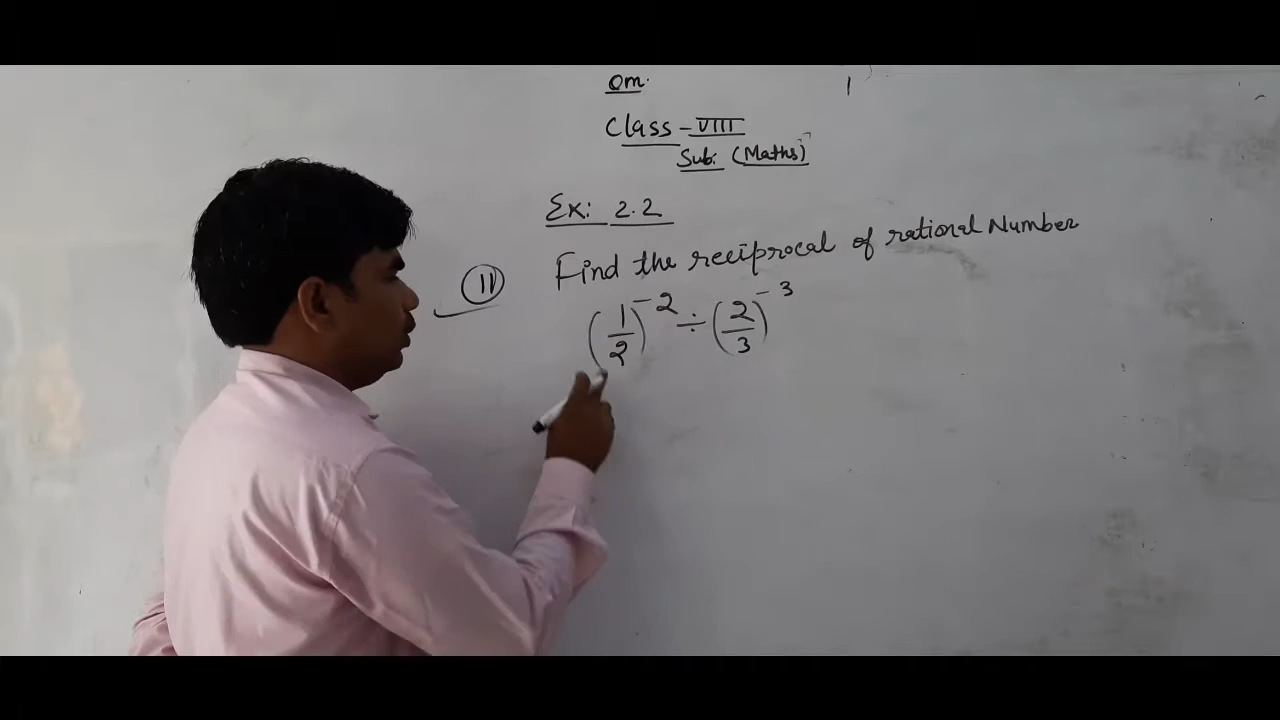 Om.
Class - VIII
Sub: (Maths)
Ex: 2.2
11 Find the reciprocal of rational Number
(1/2)^-2 ÷ (2/3)^-3